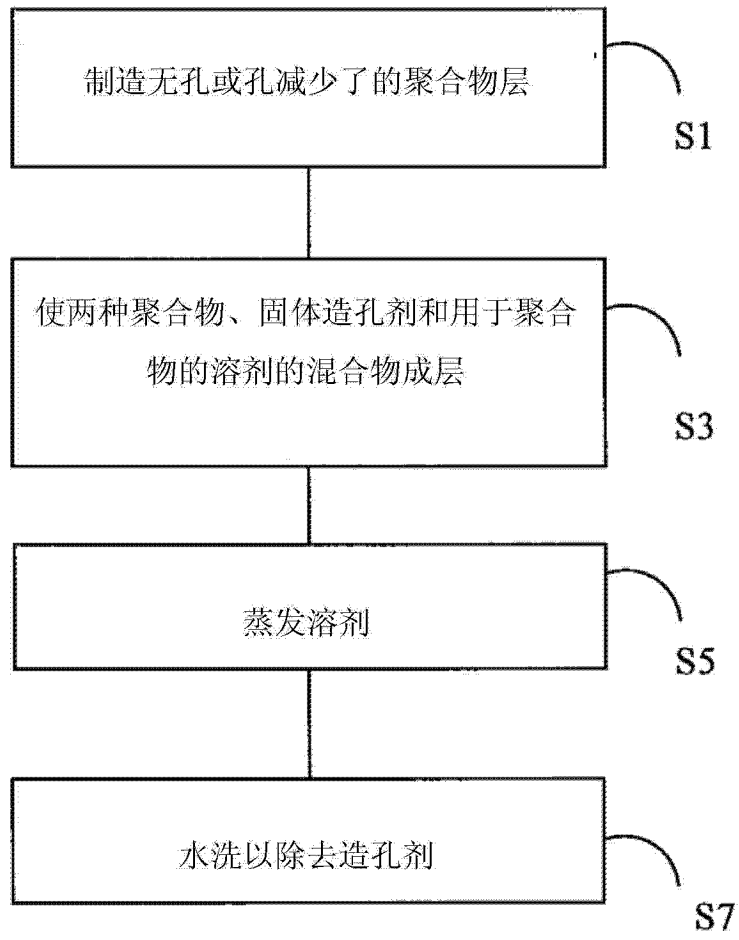 制造无孔或孔减少了的聚合物层
S1
使两种聚合物、固体造孔剂和用于聚合
物的溶剂的混合物成层
S3
蒸发溶剂
S5
水洗以除去造孔剂
S7